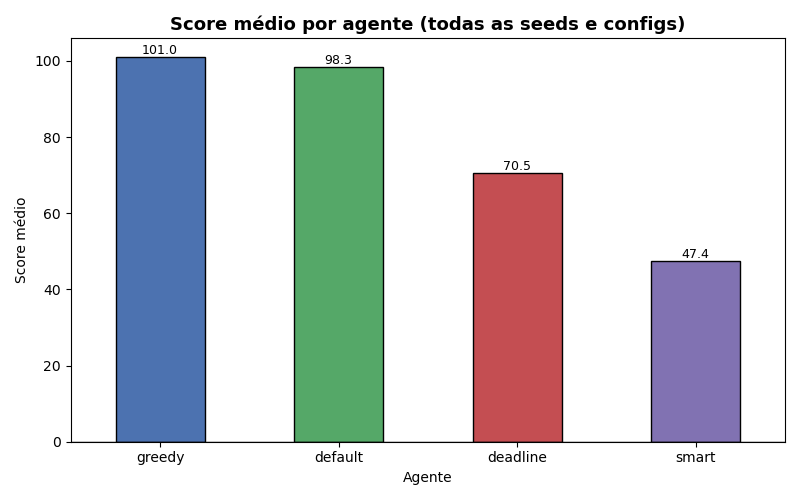 Score médio por agente (todas as seeds e configs)
Score médio
100
80
60
40
20
0
101.0
98.3
70.5
47.4
greedy
default
deadline
smart
Agente